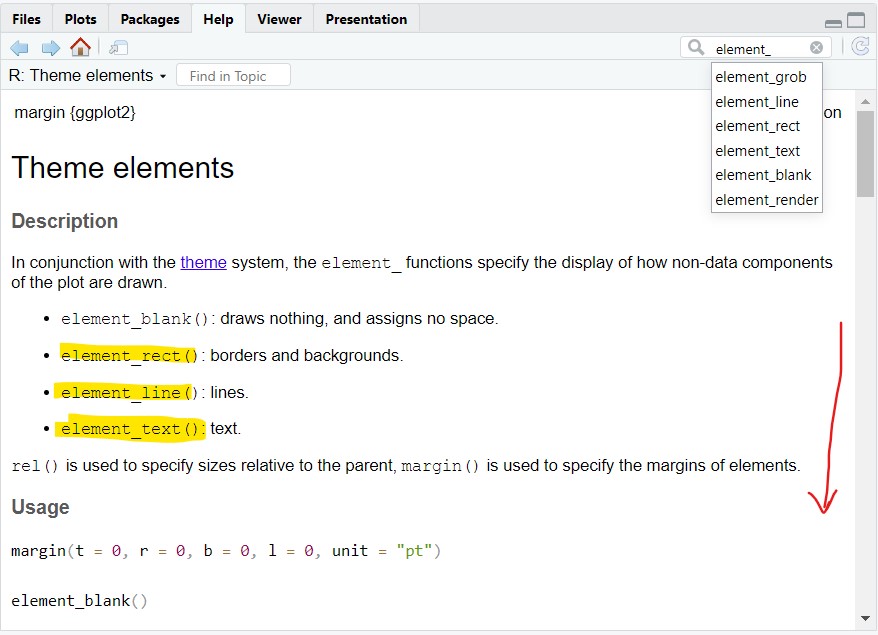 Files Plots Packages Help Viewer Presentation
element_
R: Theme elements Find in Topic
element_grob
element_line
element_rect
element_text
element_blank
element_render
margin {ggplot2} on
Theme elements
Description
In conjunction with the theme system, the element_ functions specify the display of how non-data components
of the plot are drawn.
• element_blank(): draws nothing, and assigns no space.
• element_rect(): borders and backgrounds.
• element_line(): lines.
• element_text(): text.
rel() is used to specify sizes relative to the parent, margin() is used to specify the margins of elements.
Usage
margin(t = 0, r = 0, b = 0, l = 0, unit = "pt")
element_blank()